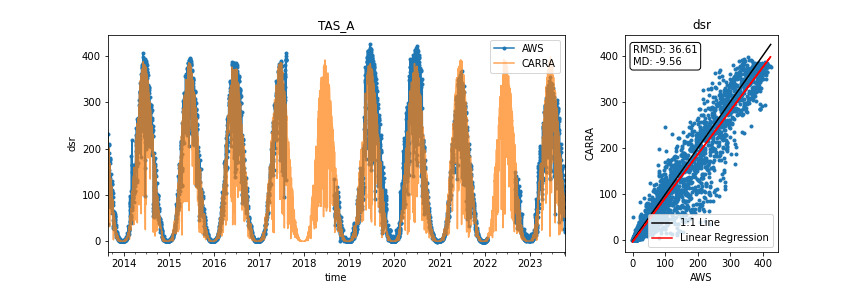 TAS_A
dsr
400
300
200
100
0
AWS
CARRA
2014
2015
2016
2017
2018
2019
2020
2021
2022
2023
time
dsr
dsr
RMSD: 36.61
MD: -9.56
CARRA
400
300
200
100
0
1:1 Line
Linear Regression
0
100
200
300
400
AWS